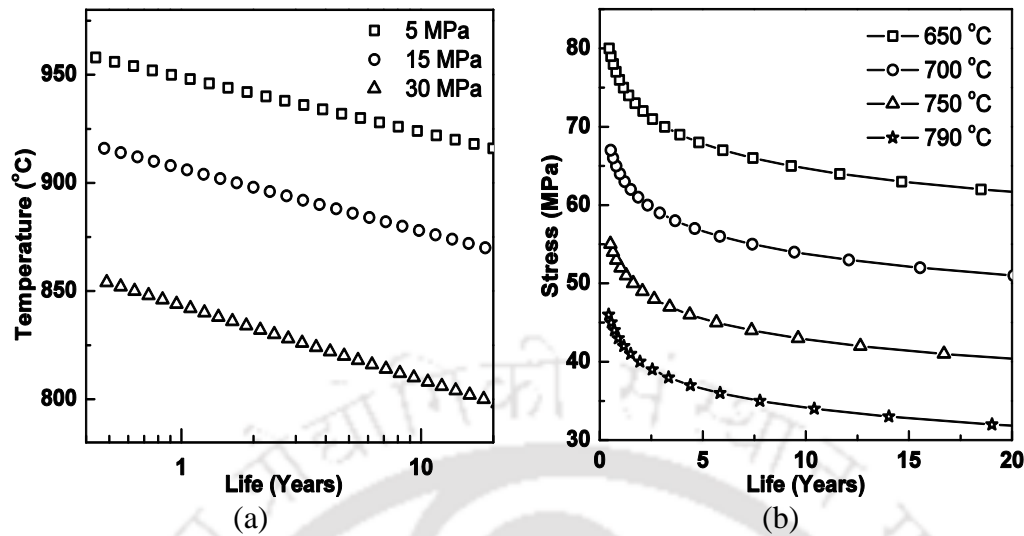 5 MPa
15 MPa
30 MPa
950
900
850
800
Temperature (°C)
1
10
Life (Years)
(a)
650 °C
700 °C
750 °C
790 °C
80
70
60
50
40
30
Stress (MPa)
0
5
10
15
20
Life (Years)
(b)